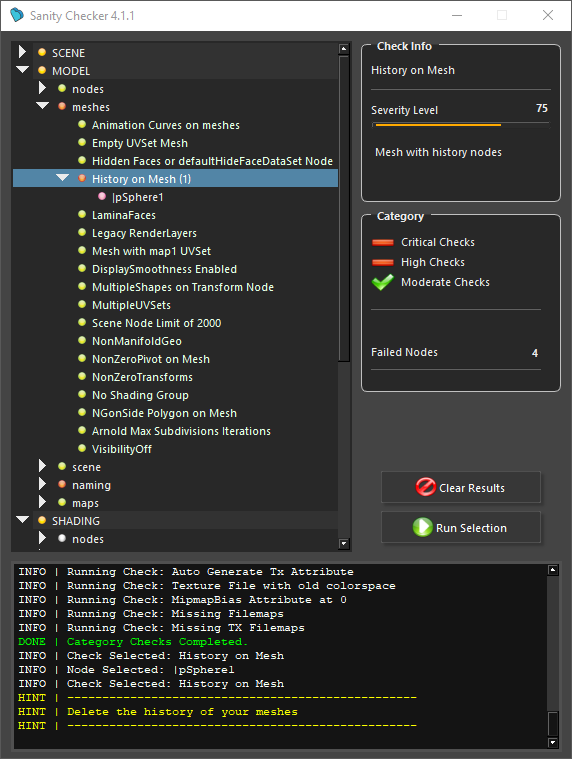 Sanity Checker 4.1.1
SCENE
MODEL
nodes
meshes
Animation Curves on meshes
Empty UVSet Mesh
Hidden Faces or defaultHideFaceDataSet Node
History on Mesh (1)
|pSphere1
LaminaFaces
Legacy RenderLayers
Mesh with map1 UVSet
DisplaySmoothness Enabled
MultipleShapes on Transform Node
MultipleUVSets
Scene Node Limit of 2000
NonManifoldGeo
NonZeroPivot on Mesh
NonZeroTransforms
No Shading Group
NGonSide Polygon on Mesh
Arnold Max Subdivisions Iterations
VisibilityOff
scene
naming
maps
SHADING
nodes
Check Info
History on Mesh
Severity Level 75
Mesh with history nodes
Category
Critical Checks
High Checks
Moderate Checks
Failed Nodes 4
Clear Results
Run Selection
INFO | Running Check: Auto Generate Tx Attribute
INFO | Running Check: Texture File with old colorspace
INFO | Running Check: MipmapBias Attribute at 0
INFO | Running Check: Missing Filemaps
INFO | Running Check: Missing TX Filemaps
DONE | Category Checks Completed.
INFO | Check Selected: History on Mesh
INFO | Node Selected: |pSphere1
INFO | Check Selected: History on Mesh
HINT | --------------------------------------------------
HINT | Delete the history of your meshes
HINT | --------------------------------------------------